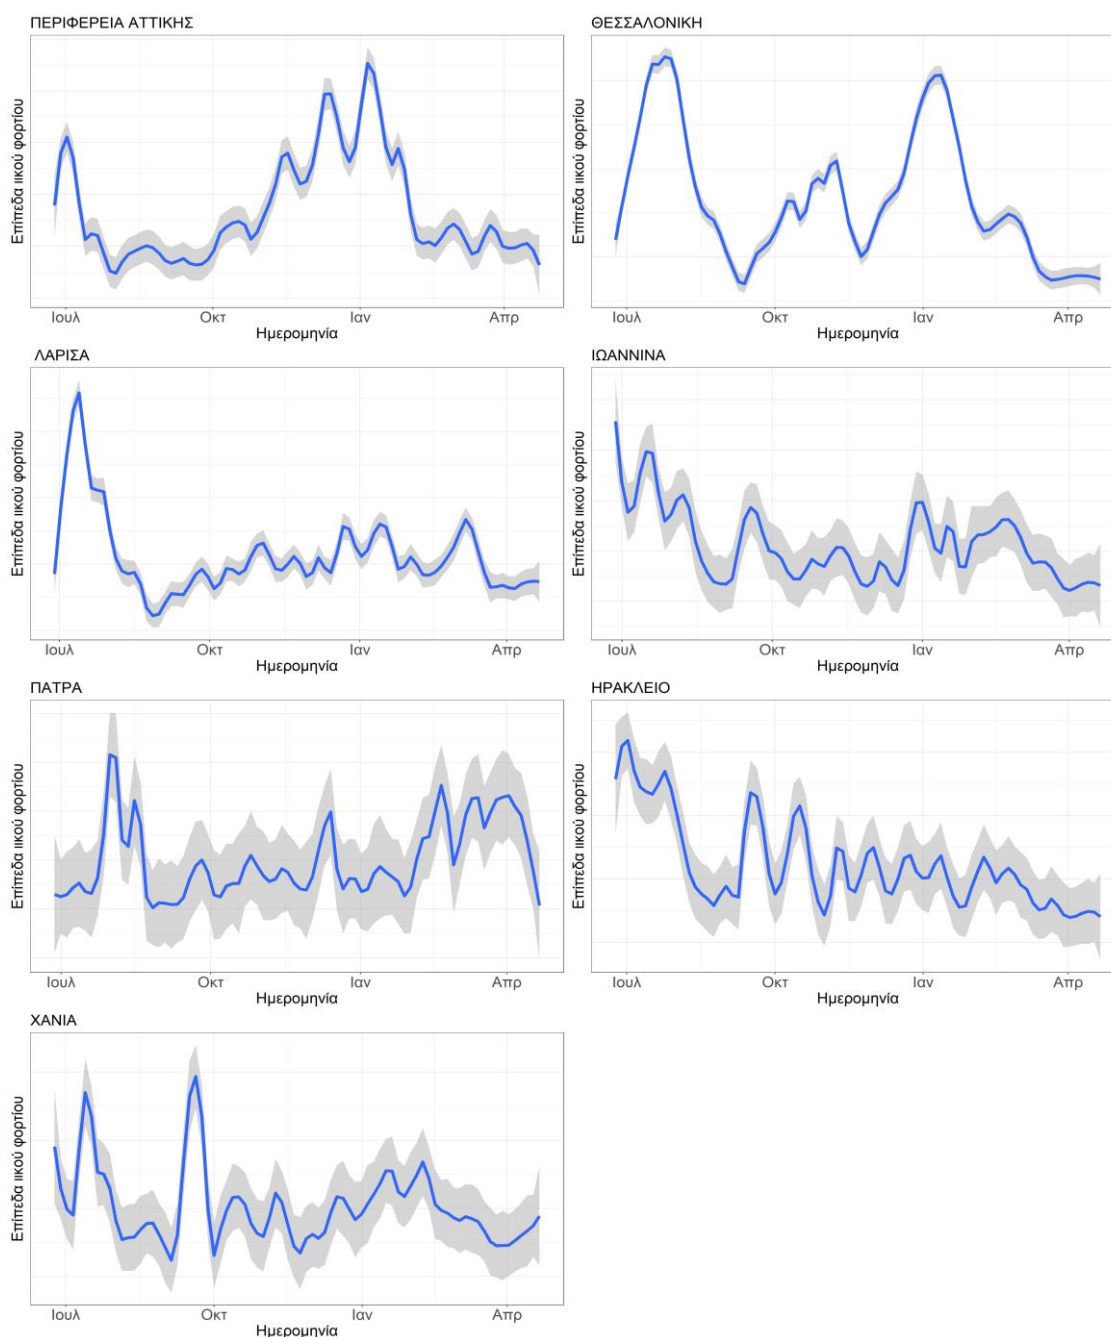 ΠΕΡΙΦΕΡΕΙΑ ΑΤΤΙΚΗΣ
Επίπεδα ιικού φορτίου
Ιουλ Οκτ Ιαν Απρ
Ημερομηνία
ΘΕΣΣΑΛΟΝΙΚΗ
Επίπεδα ιικού φορτίου
Ιουλ Οκτ Ιαν Απρ
Ημερομηνία
ΛΑΡΙΣΑ
Επίπεδα ιικού φορτίου
Ιουλ Οκτ Ιαν Απρ
Ημερομηνία
ΙΩΑΝΝΙΝΑ
Επίπεδα ιικού φορτίου
Ιουλ Οκτ Ιαν Απρ
Ημερομηνία
ΠΑΤΡΑ
Επίπεδα ιικού φορτίου
Ιουλ Οκτ Ιαν Απρ
Ημερομηνία
ΗΡΑΚΛΕΙΟ
Επίπεδα ιικού φορτίου
Ιουλ Οκτ Ιαν Απρ
Ημερομηνία
ΧΑΝΙΑ
Επίπεδα ιικού φορτίου
Ιουλ Οκτ Ιαν Απρ
Ημερομηνία